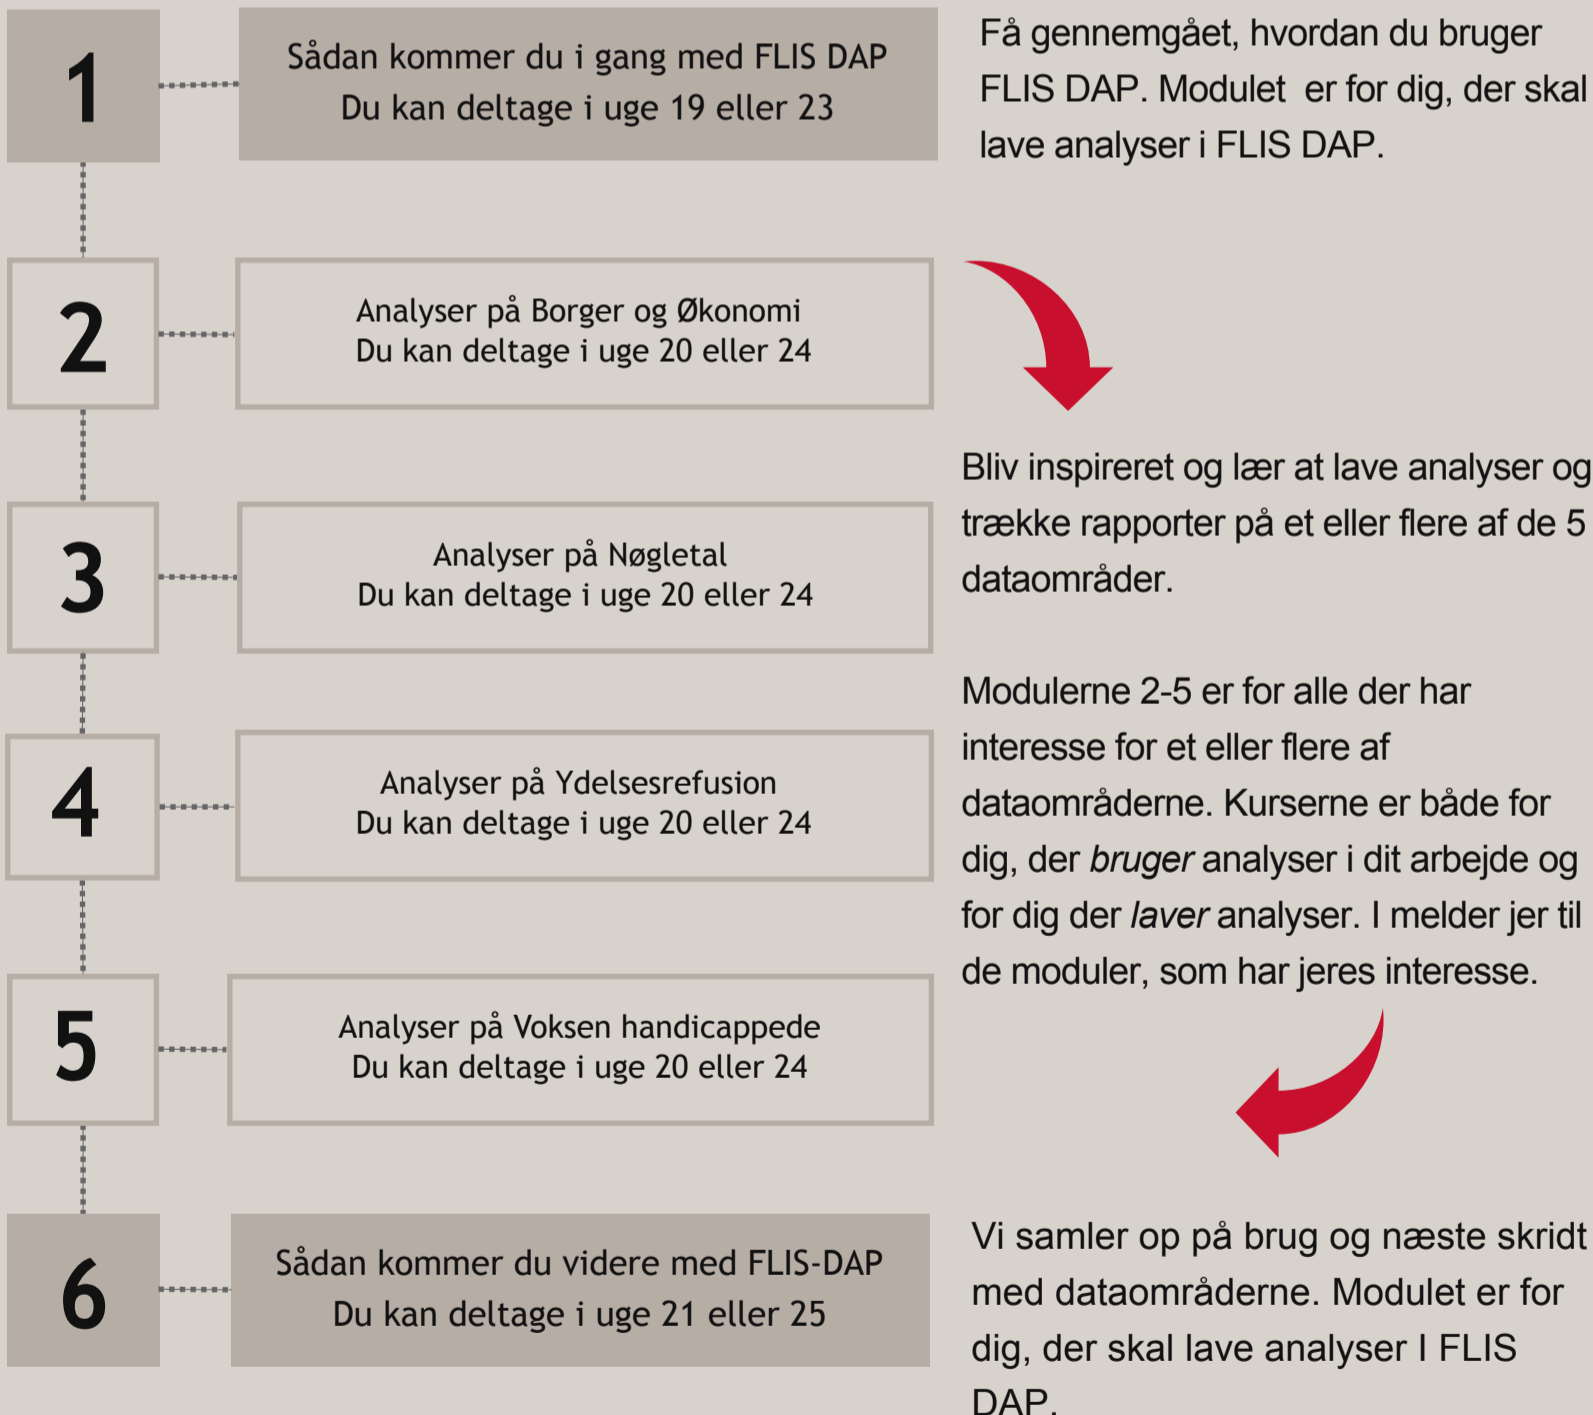 1
Sådan kommer du i gang med FLIS DAP
Du kan deltage i uge 19 eller 23
Få gennemgået, hvordan du bruger
FLIS DAP. Modulet er for dig, der skal
lave analyser i FLIS DAP.
2
Analyser på Borger og Økonomi
Du kan deltage i uge 20 eller 24
3
Analyser på Nøgletal
Du kan deltage i uge 20 eller 24
Bliv inspireret og lær at lave analyser og
trække rapporter på et eller flere af de 5
dataområder.
4
Analyser på Ydelsesrefusion
Du kan deltage i uge 20 eller 24
Modulerne 2-5 er for alle der har
interesse for et eller flere af
dataområderne. Kurserne er både for
dig, der bruger analyser i dit arbejde og
for dig der laver analyser. I melder jer til
de moduler, som har jeres interesse.
5
Analyser på Voksen handicappede
Du kan deltage i uge 20 eller 24
6
Sådan kommer du videre med FLIS-DAP
Du kan deltage i uge 21 eller 25
Vi samler op på brug og næste skridt
med dataområderne. Modulet er for
dig, der skal lave analyser I FLIS
DAP.